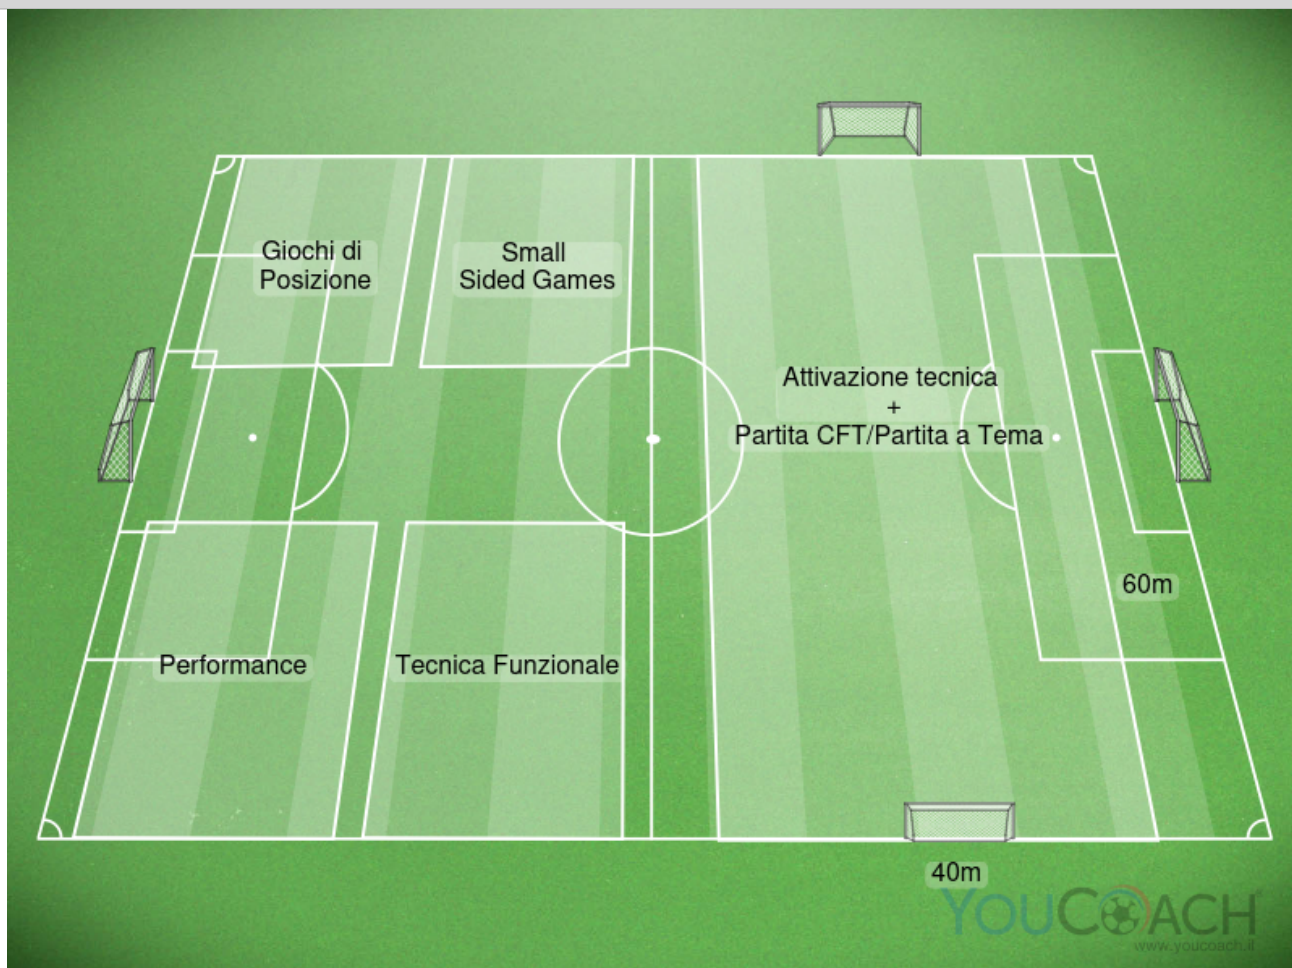 Giochi di
Posizione
Small
Sided Games
Attivazione tecnica
+
Partita CFT/Partita a Tema
60m
Performance
Tecnica Funzionale
40m
YOUCOACH
www.youcoach.it